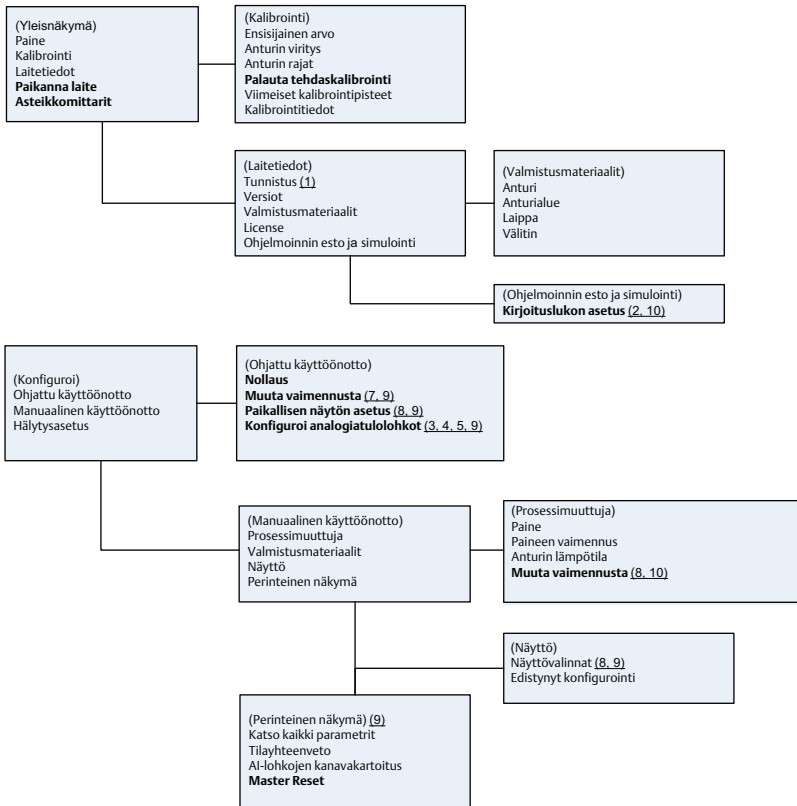 (Yleisnäkymä)
Paine
Kalibrointi
Laitetiedot
Paikanna laite
Asteikkomittarit
(Kalibrointi)
Ensisijainen arvo
Anturin viritys
Anturin rajat
Palauta tehdaskalibrointi
Viimeiset kalibrointipisteet
Kalibrointitiedot
(Laitetiedot)
Tunnistus (1)
Versiot
Valmistusmateriaalit
License
Ohjelmoinnin esto ja simulointi
(Valmistusmateriaalit)
Anturi
Anturialue
Laippa
Välitin
(Ohjelmoinnin esto ja simulointi)
Kirjoituslukon asetus (2, 10)
(Konfiguroi)
Ohjattu käyttöönotto
Manuaalinen käyttöönotto
Hälytysasetus
(Ohjattu käyttöönotto)
Nollaus
Muuta vaimennusta (7, 9)
Paikallisen näytön asetus (8, 9)
Konfiguroi analogiatulolohkot (3, 4, 5, 9)
(Manuaalinen käyttöönotto)
Prosessimuuttuja
Valmistusmateriaalit
Näyttö
Perinteinen näkymä
(Prosessimuuttuja)
Paine
Paineen vaimennus
Anturin lämpötila
Muuta vaimennusta (8, 10)
(Näyttö)
Näyttövalinnat (8, 9)
Edistynyt konfigurointi
(Perinteinen näkymä) (9)
Katso kaikki parametrit
Tilayhteenveto
AI-lohkojen kanavakartoitus
Master Reset